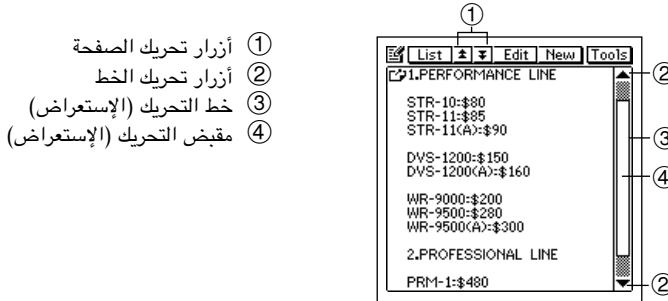 ① أزرار تحريك الصفحة
② أزرار تحريك الخط
③ خط التحريك (الإستعراض)
④ مقبض التحريك (الإستعراض)
①
List Edit New Tools
②
1.PERFORMANCE LINE
STR-10:$80
STR-11:$85
STR-11(A):$90
③
DVS-1200:$150
DVS-1200(A):$160
④
WR-9000:$200
WR-9500:$280
WR-9500(A):$300
2.PROFESSIONAL LINE
PRM-1:$480
②